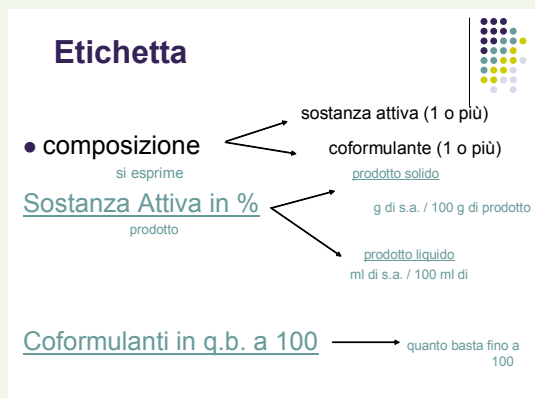 Etichetta
sostanza attiva (1 o più)
composizione
coformulante (1 o più)
si esprime
prodotto solido
Sostanza Attiva in %
g di s.a. / 100 g di prodotto
prodotto
prodotto liquido
ml di s.a. / 100 ml di
Coformulanti in q.b. a 100
quanto basta fino a
100